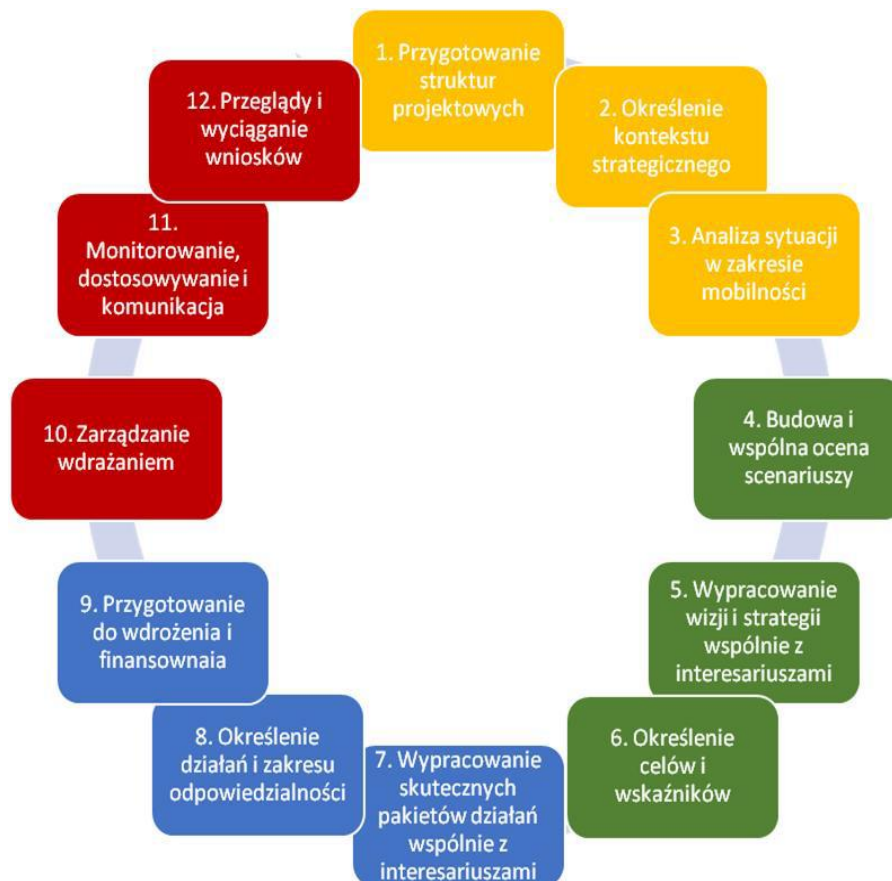 1. Przygotowanie
struktur
projektowych
2. Określenie
kontekstu
strategicznego
3. Analiza sytuacji
w zakresie
mobilności
4. Budowa i
wspólna ocena
scenariuszy
5. Wypracowanie
wizji i strategii
wspólnie z
interesariuszami
6. Określenie
celów i
wskaźników
7. Wypracowanie
skutecznych
pakietów działań
wspólnie z
interesariuszami
8. Określenie
działań i zakresu
odpowiedzialności
9. Przygotowanie
do wdrożenia i
finansownaia
10. Zarządzanie
wdrażaniem
11.
Monitorowanie,
dostosowywanie i
komunikacja
12. Przeglądy i
wyciąganie
wniosków